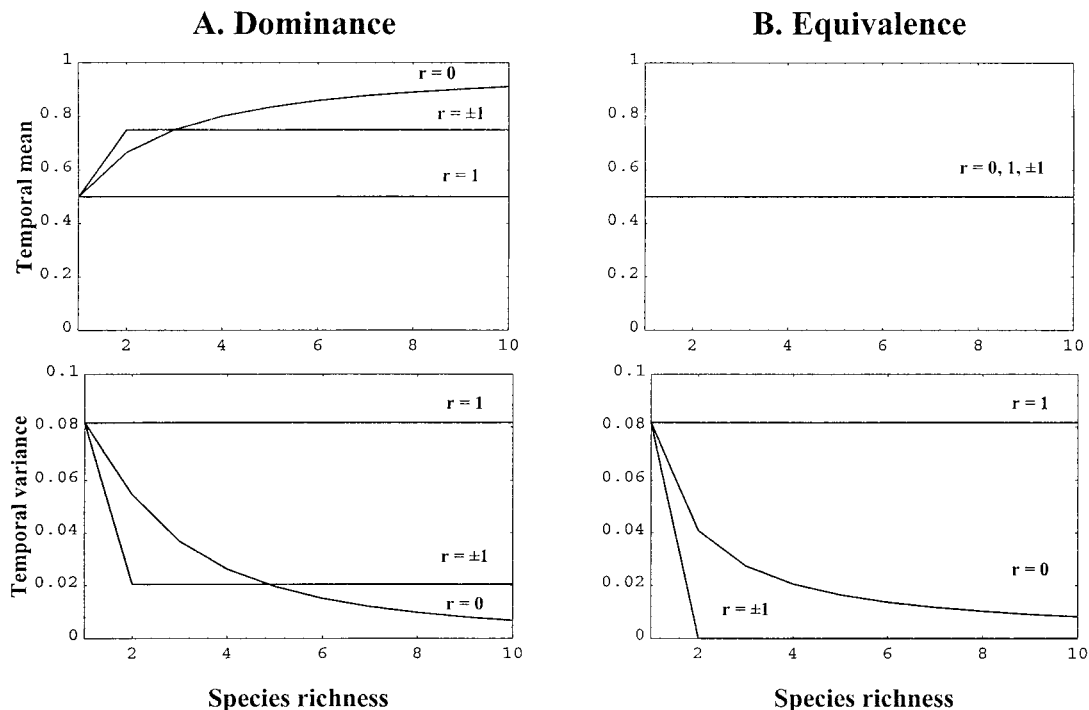 A. Dominance
B. Equivalence
Temporal mean
1
0.8
0.6
0.4
0.2
0
r = 0
r = ±1
r = 1
2 4 6 8 10
1
0.8
0.6
0.4
0.2
0
r = 0, 1, ±1
2 4 6 8 10
Temporal variance
0.1
0.08
0.06
0.04
0.02
0
r = 1
r = ±1
r = 0
2 4 6 8 10
Species richness
0.1
0.08
0.06
0.04
0.02
0
r = 1
r = 0
r = ±1
2 4 6 8 10
Species richness